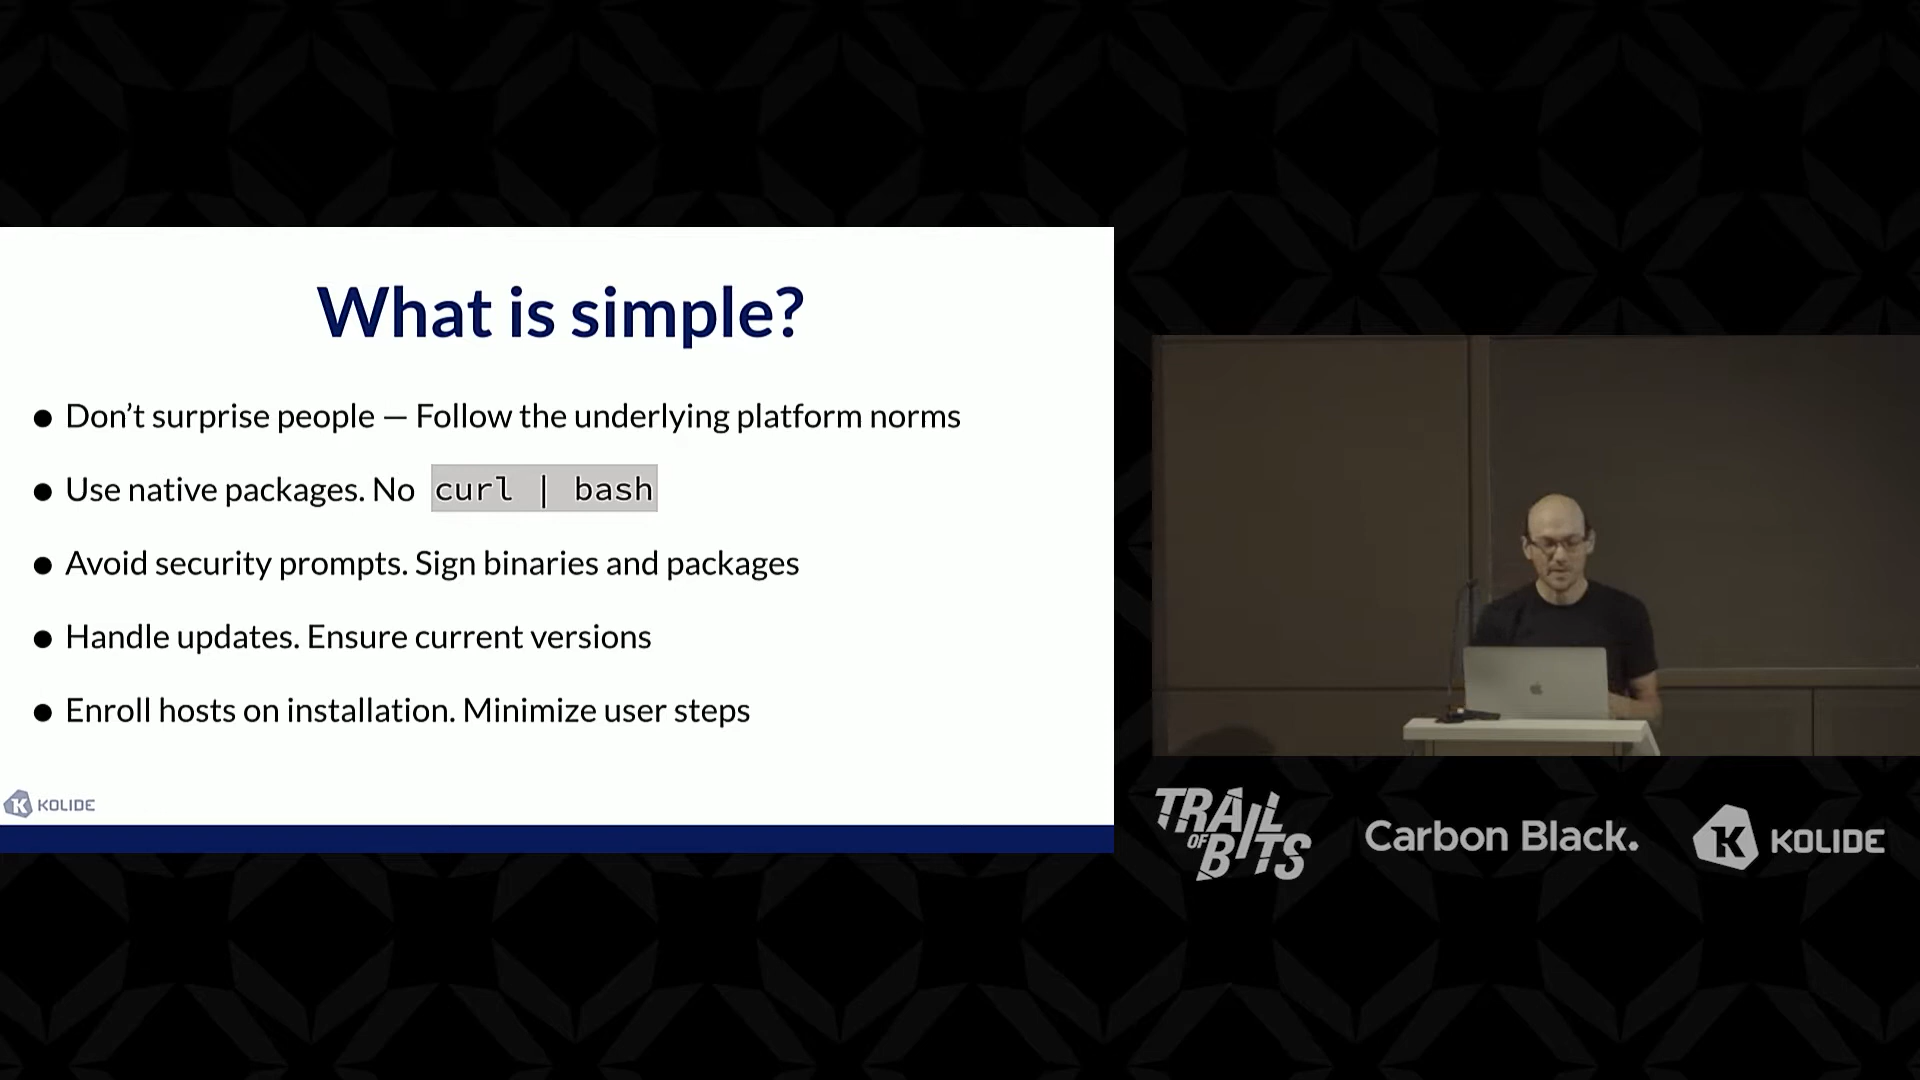 What is simple?
● Don’t surprise people — Follow the underlying platform norms
● Use native packages. No curl | bash
● Avoid security prompts. Sign binaries and packages
● Handle updates. Ensure current versions
● Enroll hosts on installation. Minimize user steps
K KOLIDE
TRAIL OF BITS
Carbon Black.
K KOLIDE